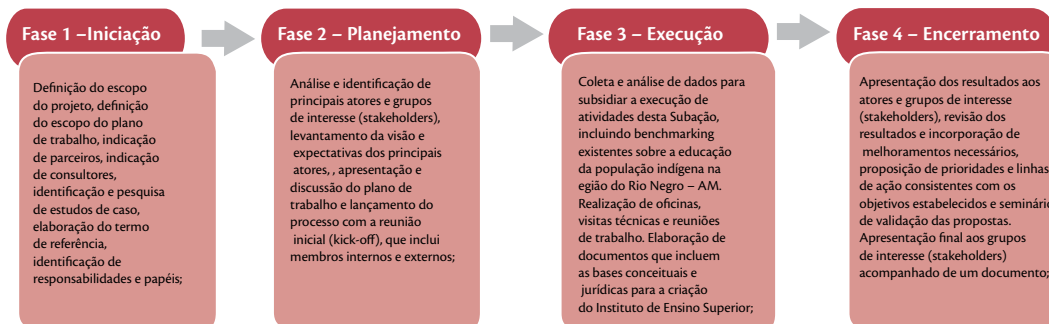 Fase 1 –Iniciação
Definição do escopo
do projeto, definição
do escopo do plano
de trabalho, indicação
de parceiros, indicação
de consultores,
identificação e pesquisa
de estudos de caso,
elaboração do termo
de referência,
identificação de
responsabilidades e papéis;
Fase 2 – Planejamento
Análise e identificação de
principais atores e grupos
de interesse (stakeholders),
levantamento da visão e
expectativas dos principais
atores, , apresentação e
discussão do plano de
trabalho e lançamento do
processo com a reunião
inicial (kick-off), que inclui
membros internos e externos;
Fase 3 – Execução
Coleta e análise de dados para
subsidiar a execução de
atividades desta Subação,
incluindo benchmarking
existentes sobre a educação
da população indígena na
egião do Rio Negro – AM.
Realização de oficinas,
visitas técnicas e reuniões
de trabalho. Elaboração de
documentos que incluem
as bases conceituais e
jurídicas para a criação
do Instituto de Ensino Superior;
Fase 4 – Encerramento
Apresentação dos resultados aos
atores e grupos de interesse
(stakeholders), revisão dos
resultados e incorporação de
melhoramentos necessários,
proposição de prioridades e linhas
de ação consistentes com os
objetivos estabelecidos e seminário
de validação das propostas.
Apresentação final aos grupos
de interesse (stakeholders)
acompanhado de um documento;